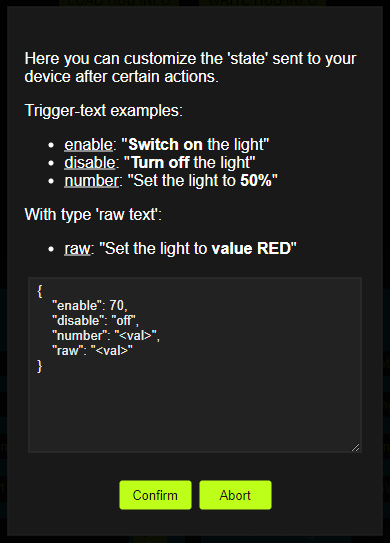 Here you can customize the 'state' sent to your
device after certain actions.
Trigger-text examples:
• enable: "Switch on the light"
• disable: "Turn off the light"
• number: "Set the light to 50%"
With type 'raw text':
• raw: "Set the light to value RED"
{
"enable": 70,
"disable": "off",
"number": "<val>",
"raw": "<val>"
}
Confirm Abort